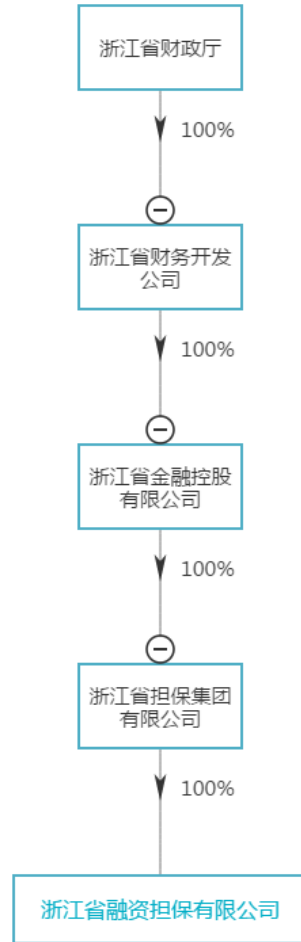 浙江省财政厅
100%
浙江省财务开发
公司
100%
浙江省金融控股
有限公司
100%
浙江省担保集团
有限公司
100%
浙江省融资担保有限公司